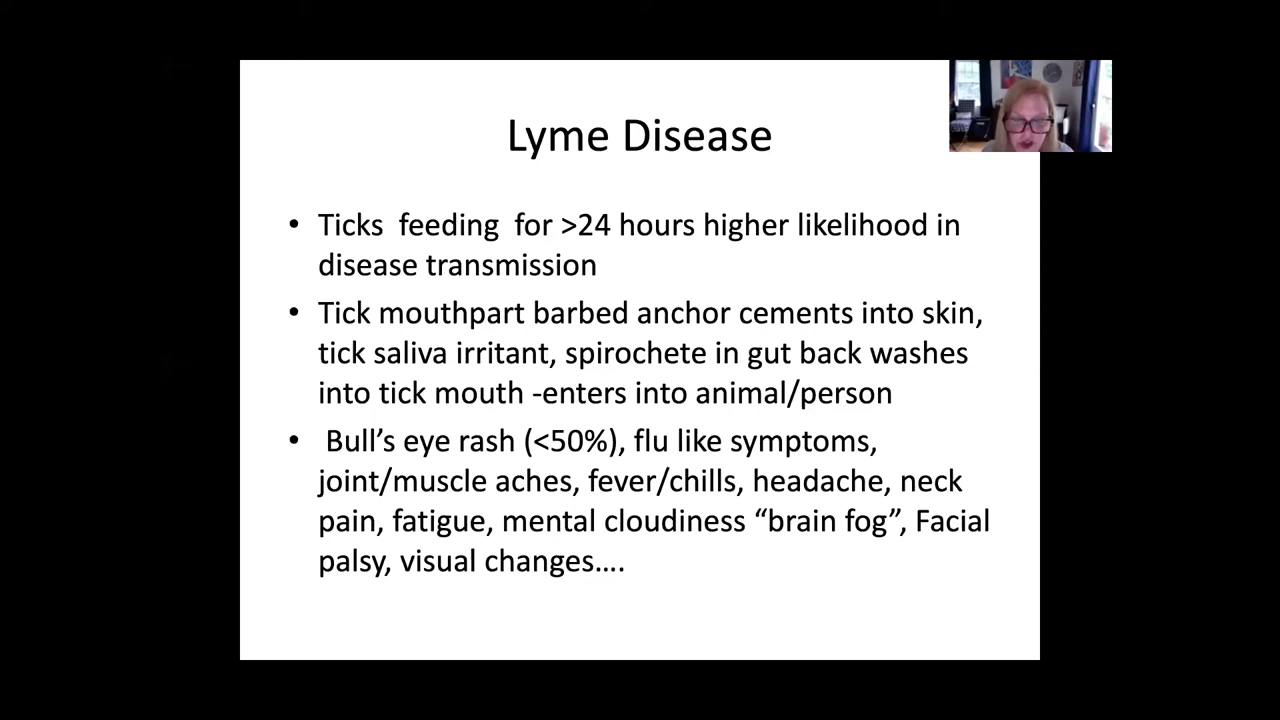 Lyme Disease
• Ticks  feeding  for >24 hours higher likelihood in
disease transmission
• Tick mouthpart barbed anchor cements into skin,
tick saliva irritant, spirochete in gut back washes
into tick mouth -enters into animal/person
•  Bull’s eye rash (<50%), flu like symptoms,
joint/muscle aches, fever/chills, headache, neck
pain, fatigue, mental cloudiness “brain fog”, Facial
palsy, visual changes….